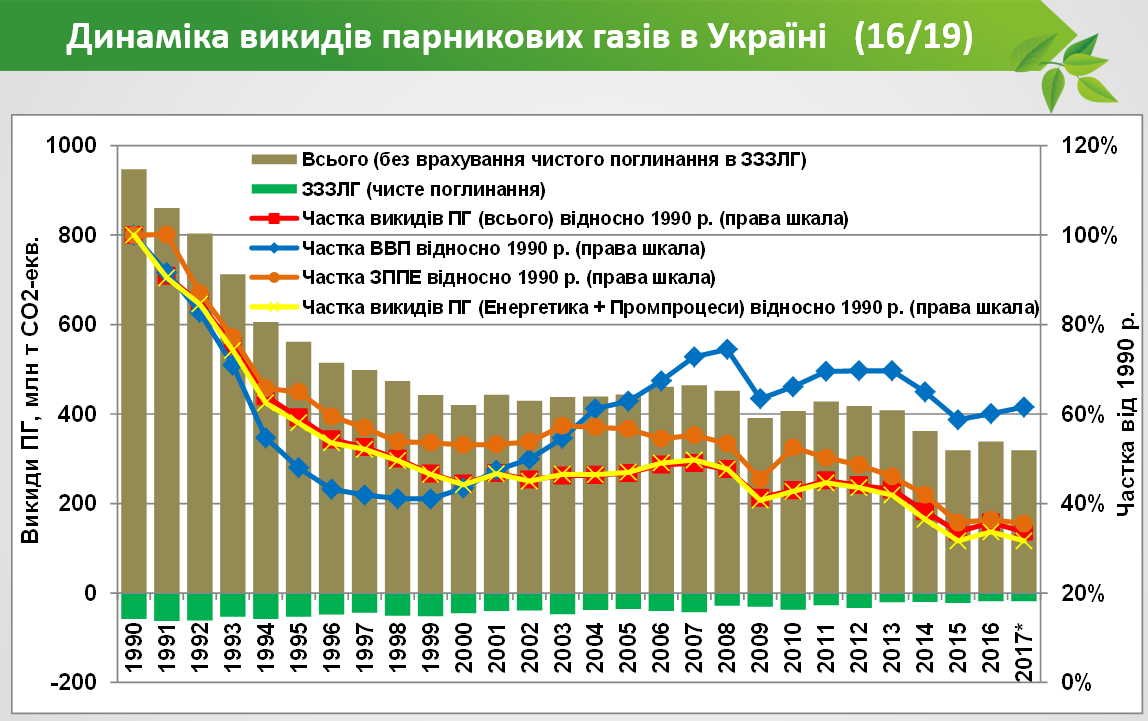 Динаміка викидів парникових газів в Україні (16/19)
Всього (без врахування чистого поглинання в ЗЗЗЛГ)
ЗЗЗЛГ (чисте поглинання)
Частка викидів ПГ (всього) відносно 1990 р. (права шкала)
Частка ВВП відносно 1990 р. (права шкала)
Частка ЗППЕ відносно 1990 р. (права шкала)
Частка викидів ПГ (Енергетика + Промпроцеси) відносно 1990 р. (права шкала)
Викиди ПГ, млн т СО2-екв.
1000
800
600
400
200
0
-200
120%
100%
80%
60%
40%
20%
0%
Частка від 1990 р.
1990 1991 1992 1993 1994 1995 1996 1997 1998 1999 2000 2001 2002 2003 2004 2005 2006 2007 2008 2009 2010 2011 2012 2013 2014 2015 2016 2017*